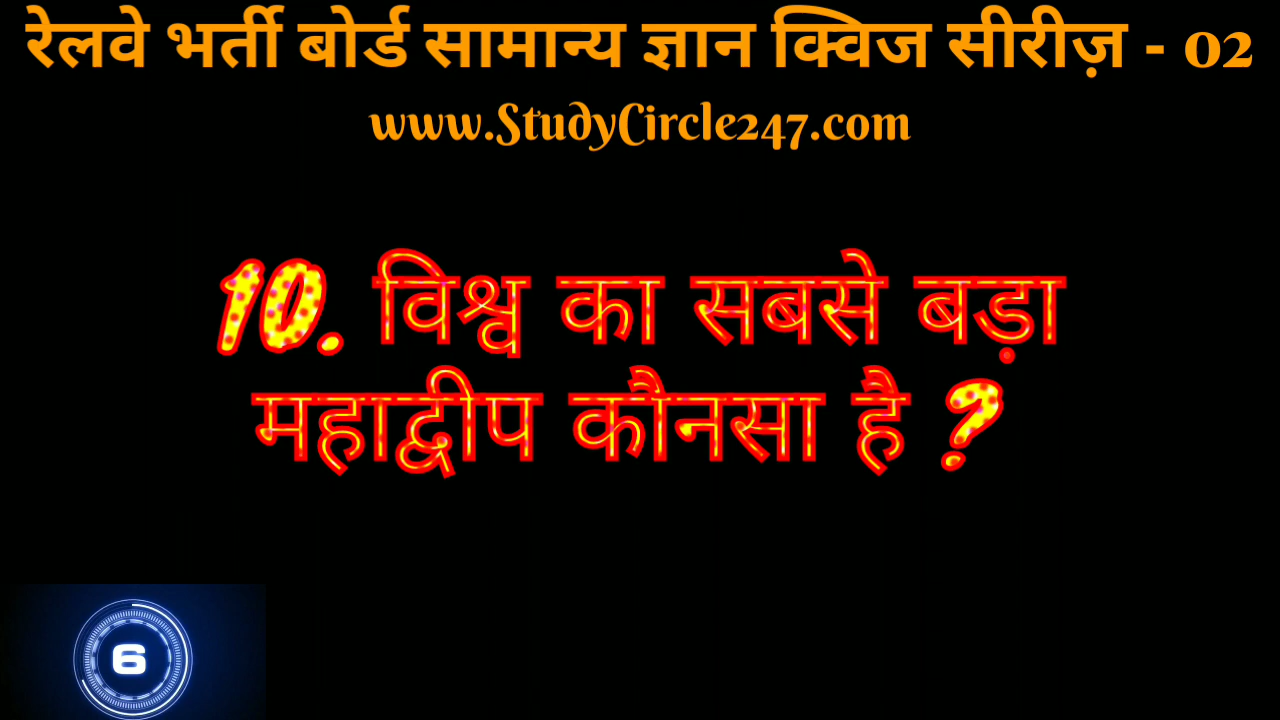 रेलवे भर्ती बोर्ड सामान्य ज्ञान क्विज सीरीज़ - 02
www.StudyCircle247.com
10. विश्व का सबसे बड़ा
महाद्वीप कौनसा है ?
6